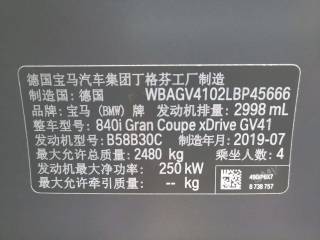 德国宝马汽车集团丁格芬工厂制造
制造国：德国 WBAGV4102LBP45666
品牌：宝马 (BMW) 牌 发动机排量：2998 mL
整车型号：840i Gran Coupe xDrive GV41
发动机型号：B58B30C 制造年月：2019-07
最大允许总质量：2480 kg 乘坐人数：4
发动机最大净功率： 250 kW
最大允许牵引质量： -- kg
490IP6X7
8 738 757